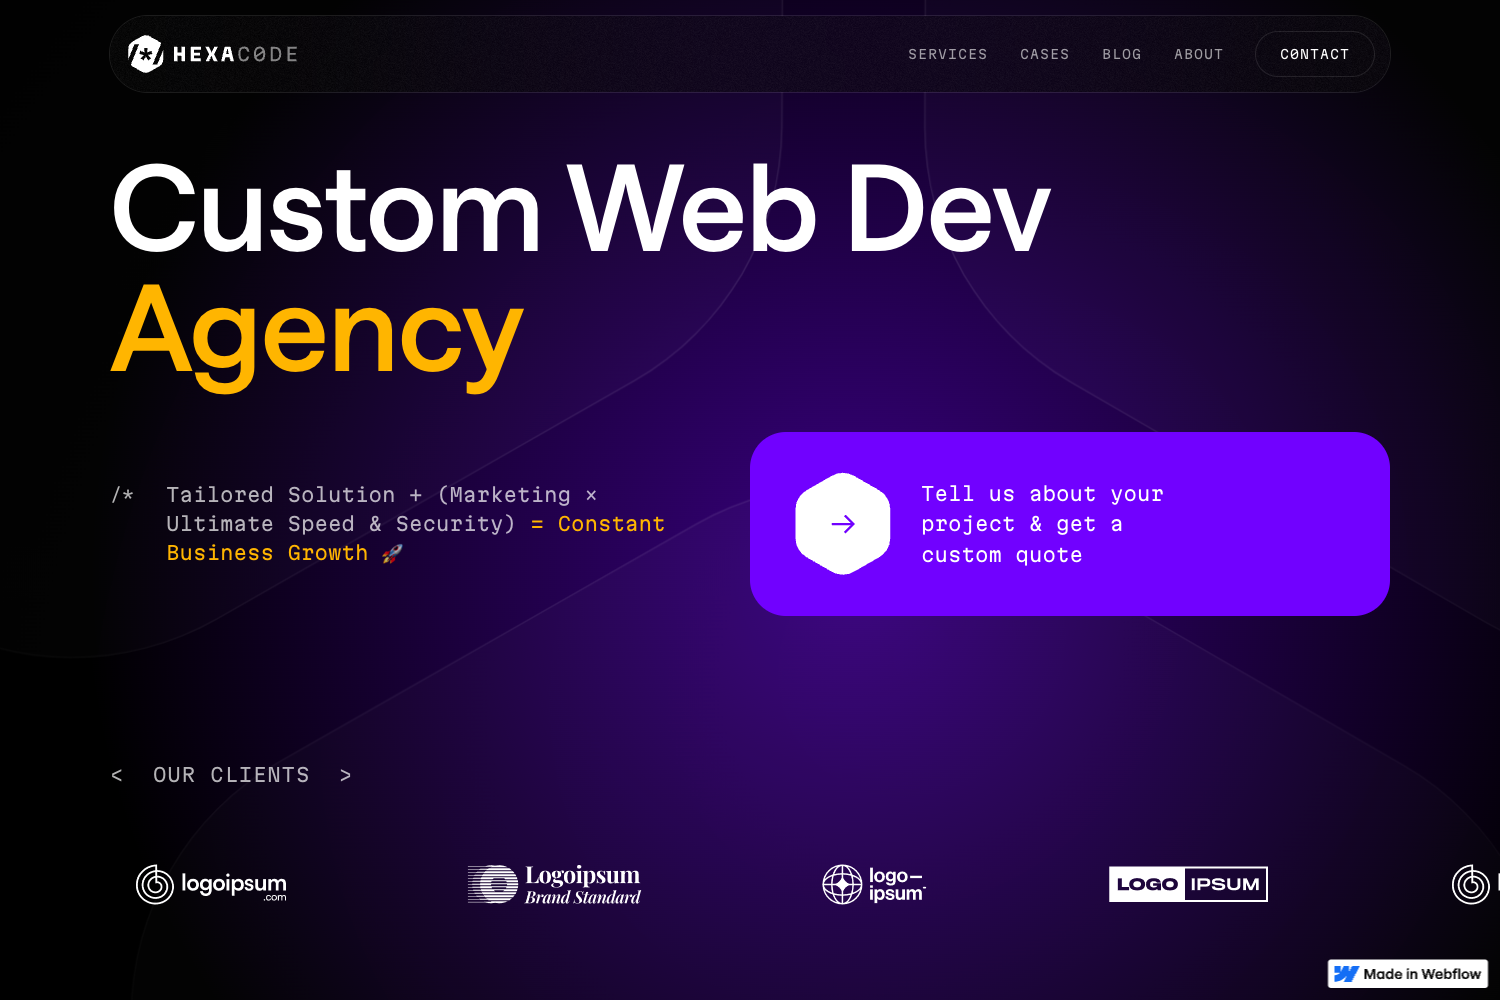 HEXAC0DE
SERVICES CASES BLOG ABOUT C0NTACT
Custom Web Dev
Agency
/* Tailored Solution + (Marketing ×
Ultimate Speed & Security) = Constant
Business Growth 🚀
Tell us about your
project & get a
custom quote
< OUR CLIENTS >
logoipsum
.com
Logoipsum
Brand Standard
logo—
ipsum
LOGO IPSUM
Made in Webflow